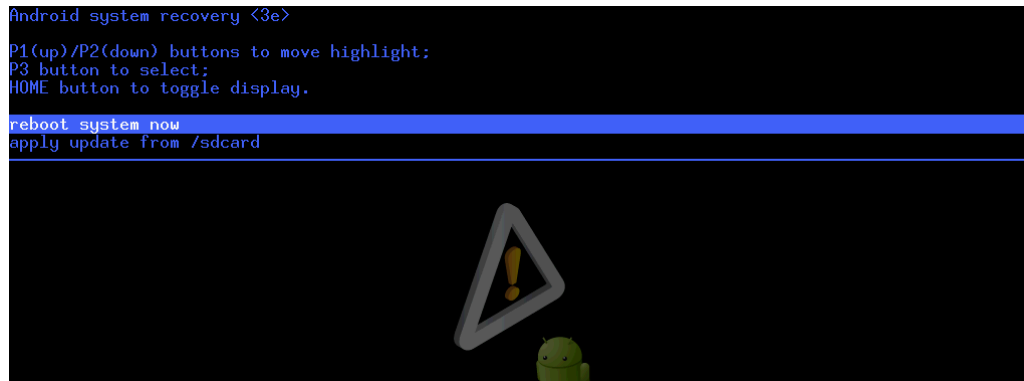 Android system recovery <3e>
P1(up)/P2(down) buttons to move highlight;
P3 button to select;
HOME button to toggle display.
reboot system now
apply update from /sdcard